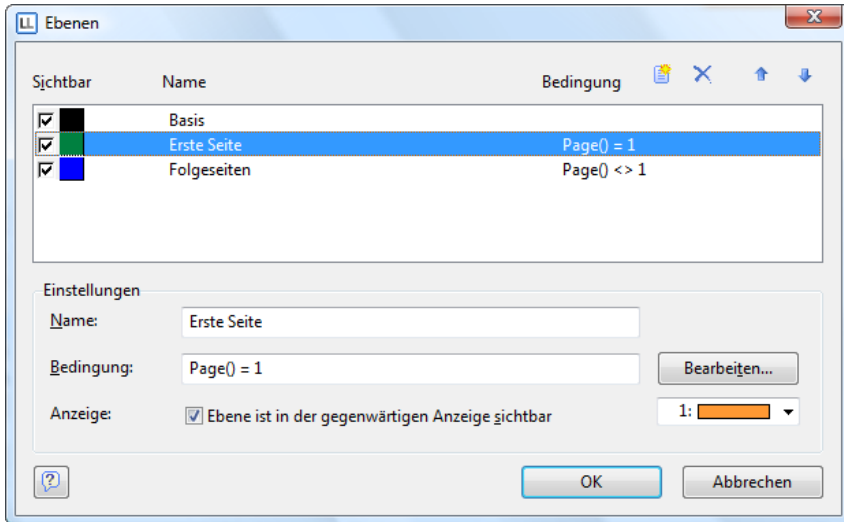 LL Ebenen
Sichtbar Name Bedingung
Basis
Erste Seite Page() = 1
Folgeseiten Page() <> 1
Einstellungen
Name: Erste Seite
Bedingung: Page() = 1 Bearbeiten...
Anzeige: Ebene ist in der gegenwärtigen Anzeige sichtbar 1:
? OK Abbrechen